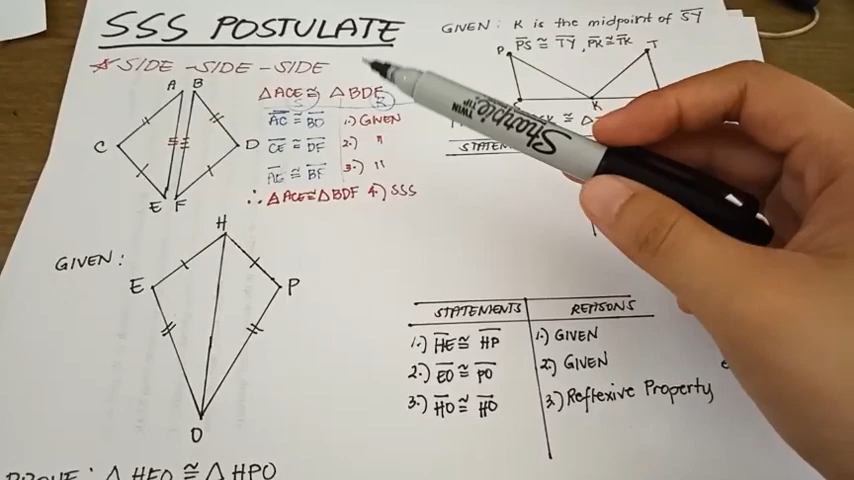 SSS POSTULATE
SIDE - SIDE - SIDE
A B
C D
E F
△ACE ≅ △BDF
S R
AC ≅ BD 1.) GIVEN
CE ≅ DF 2.) "
AE ≅ BF 3.) "
∴ △ACE ≅ △BDF 4.) SSS
GIVEN: K is the midpoint of SY
PS ≅ TY, PK ≅ TK
P T
K
≅ △
STATEM
Sharpie
TWIN TIP
GIVEN:
H
E P
O
PROVE: △HEO ≅ △HPO
STATEMENTS REASONS
1.) HE ≅ HP 1.) GIVEN
2.) EO ≅ PO 2.) GIVEN
3.) HO ≅ HO 3.) Reflexive Property